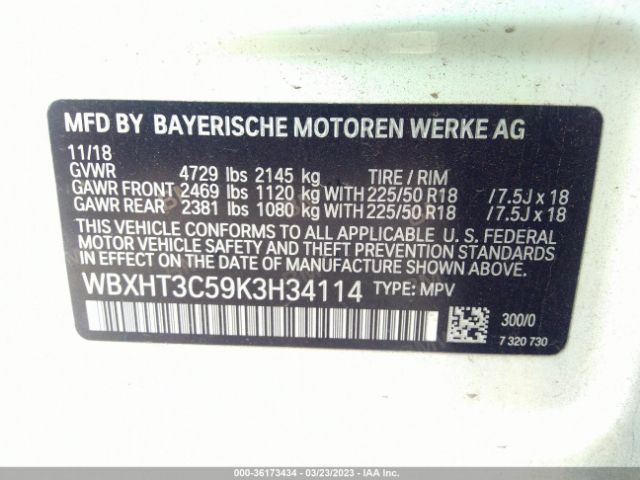 MFD BY BAYERISCHE MOTOREN WERKE AG
11/18
GVWR 4729 lbs 2145 kg TIRE / RIM
GAWR FRONT 2469 lbs 1120 kg WITH 225/50 R18 / 7.5J x 18
GAWR REAR 2381 lbs 1080 kg WITH 225/50 R18 / 7.5J x 18
THIS VEHICLE CONFORMS TO ALL APPLICABLE U. S. FEDERAL
MOTOR VEHICLE SAFETY AND THEFT PREVENTION STANDARDS
IN EFFECT ON THE DATE OF MANUFACTURE SHOWN ABOVE.
WBXHT3C59K3H34114 TYPE: MPV
300/0
7 320 730
000-36173434 / 03/23/2023 / IAAI.COM